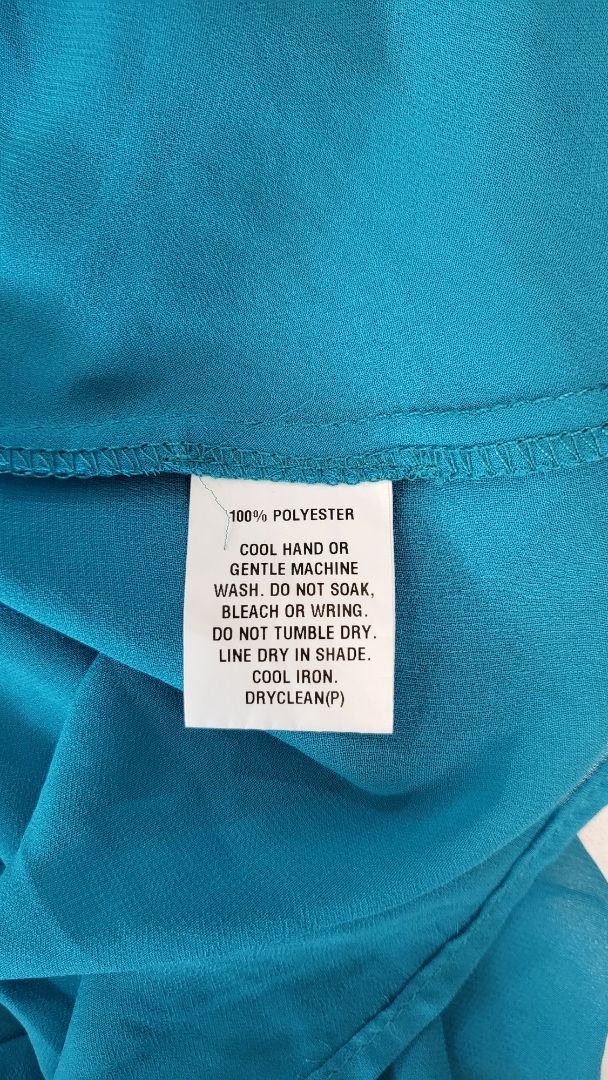 100% POLYESTER
COOL HAND OR
GENTLE MACHINE
WASH. DO NOT SOAK,
BLEACH OR WRING.
DO NOT TUMBLE DRY.
LINE DRY IN SHADE.
COOL IRON.
DRYCLEAN(P)